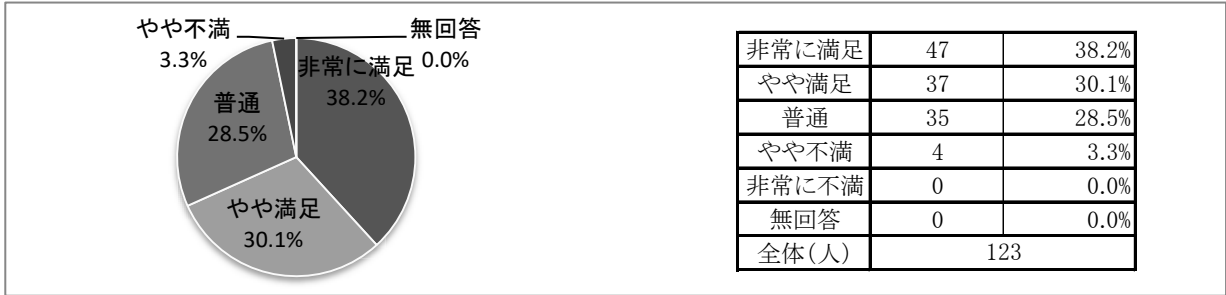 やや不満
3.3%
無回答
0.0%
非常に満足
38.2%
普通
28.5%
やや満足
30.1%
非常に満足 47 38.2%
やや満足 37 30.1%
普通 35 28.5%
やや不満 4 3.3%
非常に不満 0 0.0%
無回答 0 0.0%
全体(人) 123